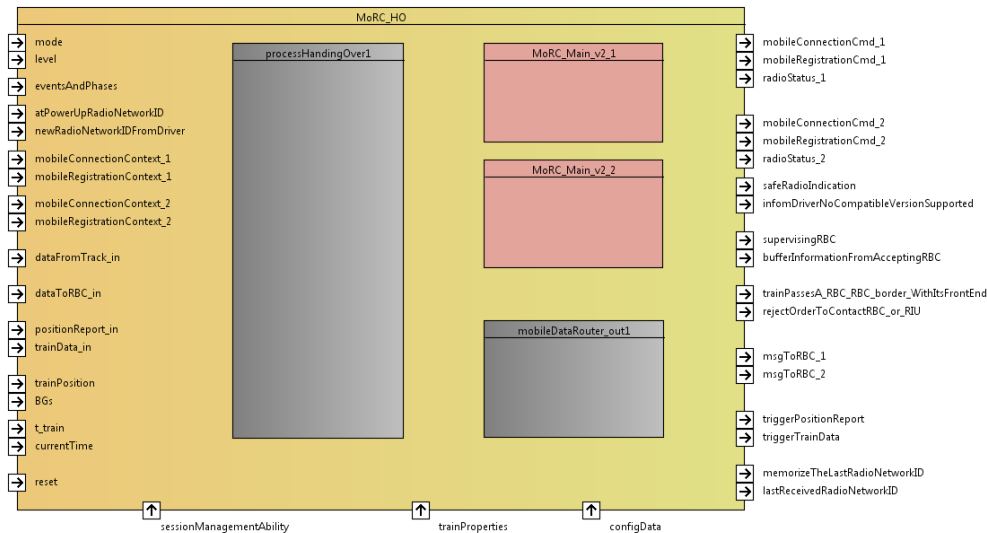 MoRC_HO
mode
level
eventsAndPhases
atPowerUpRadioNetworkID
newRadioNetworkIDFromDriver
mobileConnectionContext_1
mobileRegistrationContext_1
mobileConnectionContext_2
mobileRegistrationContext_2
dataFromTrack_in
dataToRBC_in
positionReport_in
trainData_in
trainPosition
BGs
t_train
currentTime
reset
processHandingOver1
MoRC_Main_v2_1
MoRC_Main_v2_2
mobileDataRouter_out1
mobileConnectionCmd_1
mobileRegistrationCmd_1
radioStatus_1
mobileConnectionCmd_2
mobileRegistrationCmd_2
radioStatus_2
safeRadioIndication
infomDriverNoCompatibleVersionSupported
supervisingRBC
bufferInformationFromAcceptingRBC
trainPassesA_RBC_RBC_border_WithItsFrontEnd
rejectOrderToContactRBC_or_RIU
msgToRBC_1
msgToRBC_2
triggerPositionReport
triggerTrainData
memorizeTheLastRadioNetworkID
lastReceivedRadioNetworkID
sessionManagementAbility
trainProperties
configData